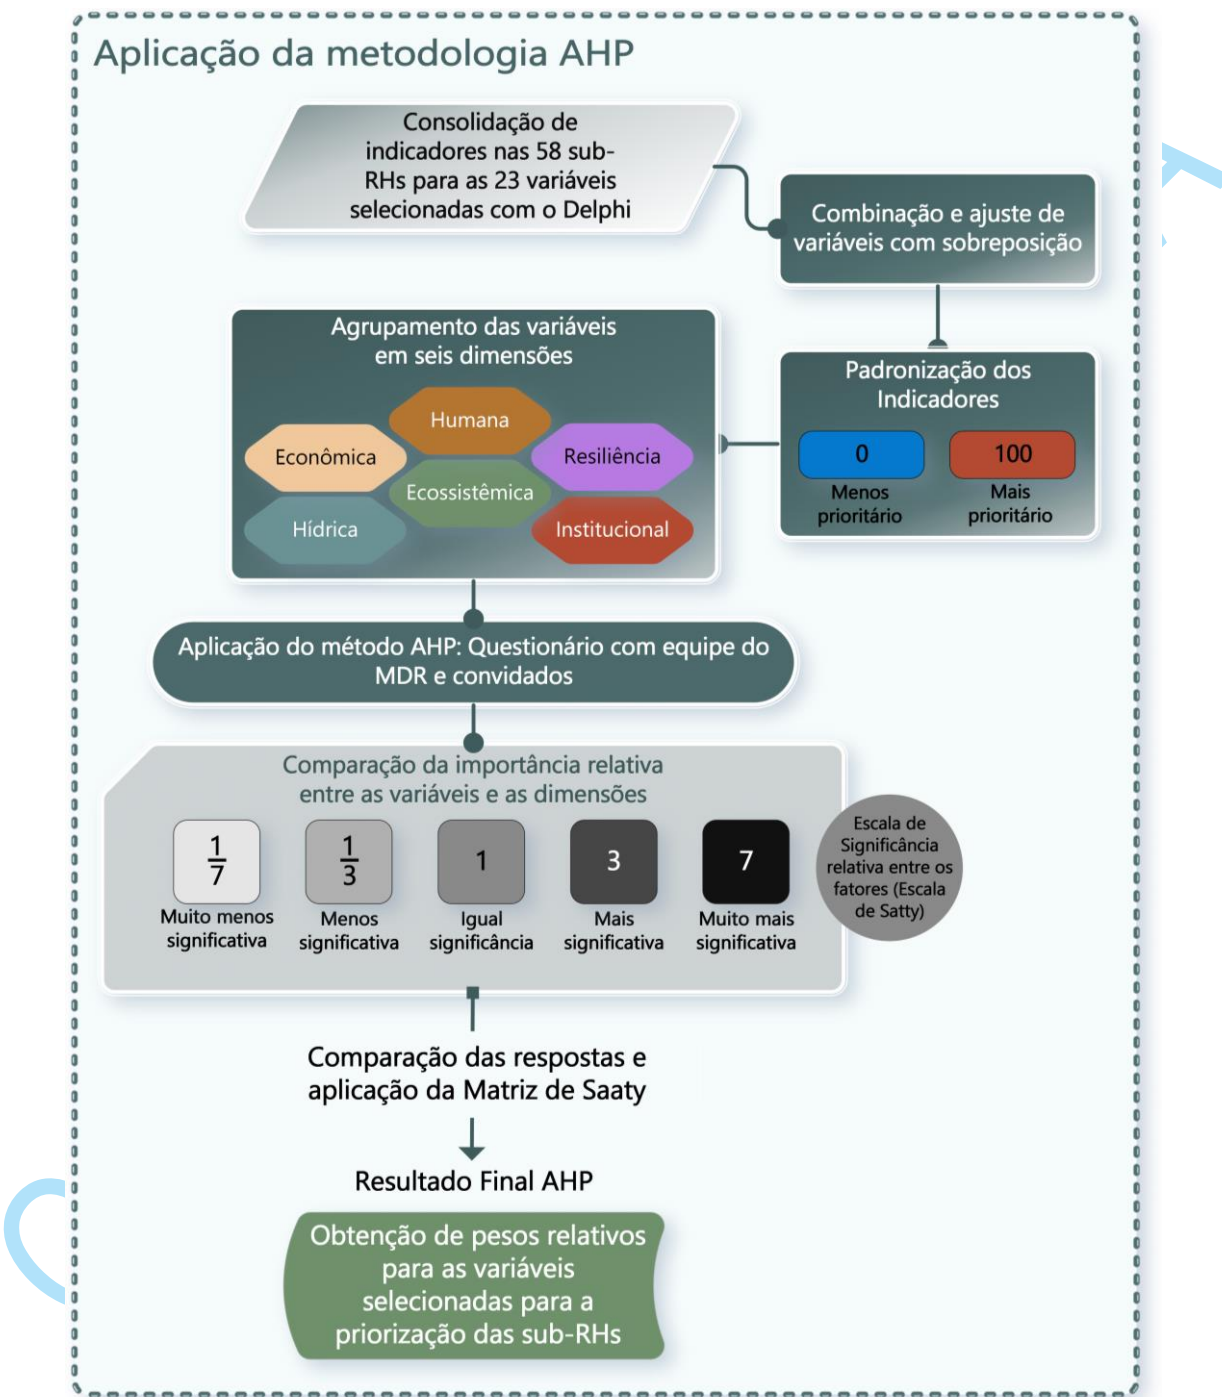 Aplicação da metodologia AHP
Consolidação de
indicadores nas 58 sub-
RHs para as 23 variáveis
selecionadas com o Delphi
Combinação e ajuste de
variáveis com sobreposição
Padronização dos
Indicadores
0
100
Menos
prioritário
Mais
prioritário
Agrupamento das variáveis
em seis dimensões
Humana
Econômica
Resiliência
Ecossistêmica
Hídrica
Institucional
Aplicação do método AHP: Questionário com equipe do
MDR e convidados
Comparação da importância relativa
entre as variáveis e as dimensões
1/7
1/3
1
3
7
Muito menos
significativa
Menos
significativa
Igual
significância
Mais
significativa
Muito mais
significativa
Escala de
Significância
relativa entre os
fatores (Escala
de Satty)
Comparação das respostas e
aplicação da Matriz de Saaty
Resultado Final AHP
Obtenção de pesos relativos
para as variáveis
selecionadas para a
priorização das sub-RHs